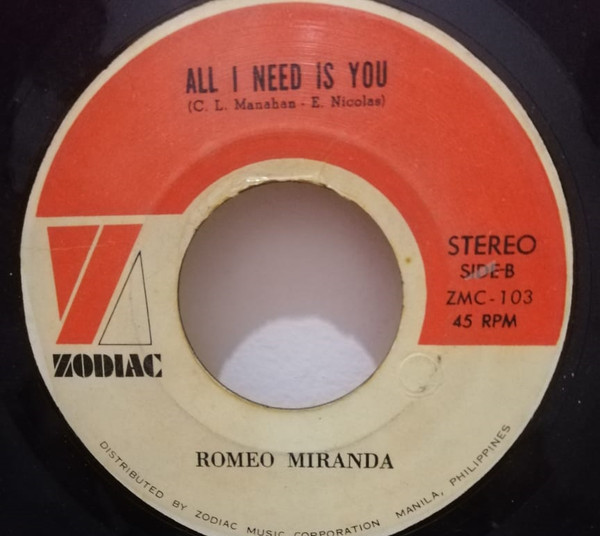 ALL I NEED IS YOU
(C. L. Manahan - E. Nicolas)
STEREO
SIDE-B
ZMC-103
45 RPM
ZODIAC
ROMEO MIRANDA
DISTRIBUTED BY ZODIAC MUSIC CORPORATION MANILA, PHILIPPINES